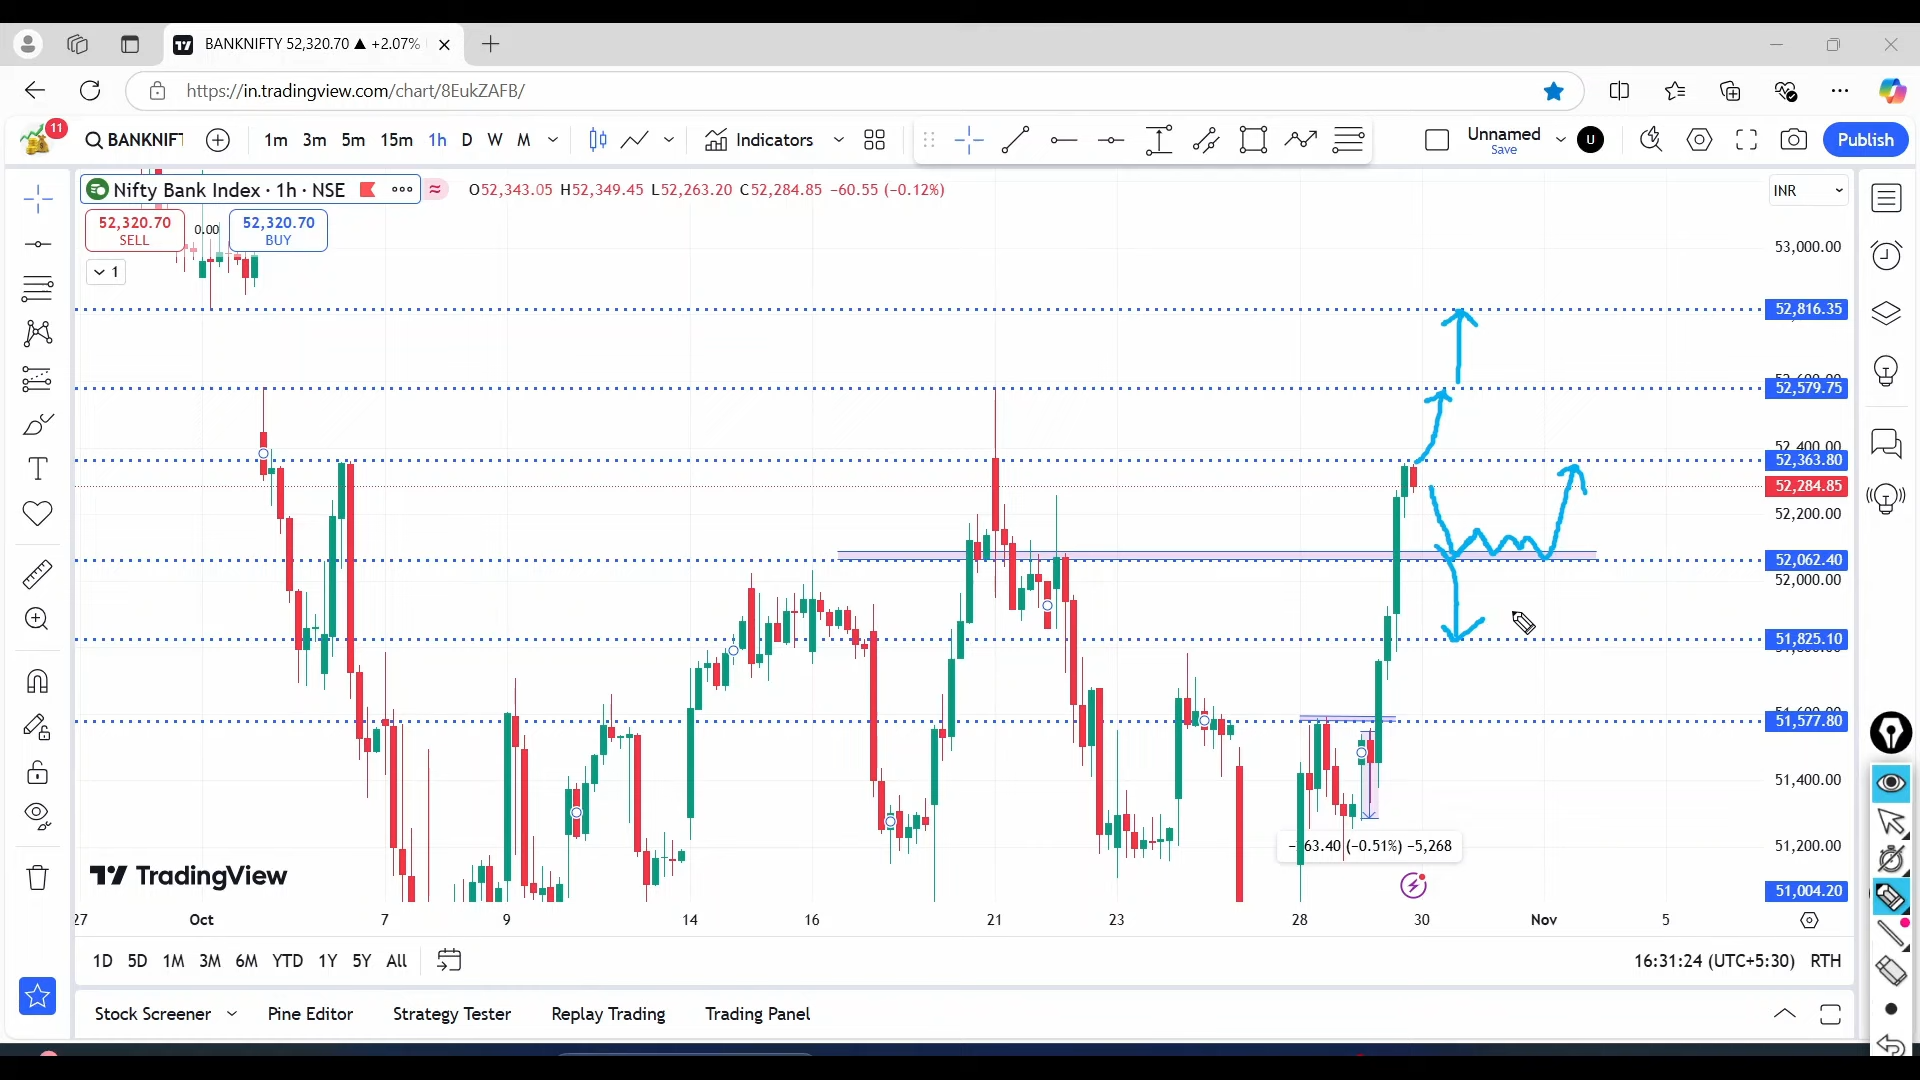 BANKNIFTY 52,320.70 ▲ +2.07%
https://in.tradingview.com/chart/8EukZAFB/
11
BANKNIFT 1m 3m 5m 15m 1h D W M Indicators Unnamed U Publish
Save
Nifty Bank Index · 1h · NSE O52,343.05 H52,349.45 L52,263.20 C52,284.85 −60.55 (−0.12%) INR
52,320.70 0.00 52,320.70
SELL BUY
1
53,000.00
52,816.35
52,579.75
52,400.00
52,363.80
52,284.85
52,200.00
52,062.40
52,000.00
51,825.10
51,577.80
51,400.00
51,200.00
(−0.51%) −5,268
TradingView
51,004.20
27 Oct 7 9 14 16 21 23 28 30 Nov 5
1D 5D 1M 3M 6M YTD 1Y 5Y All 16:31:24 (UTC+5:30) RTH
Stock Screener Pine Editor Strategy Tester Replay Trading Trading Panel